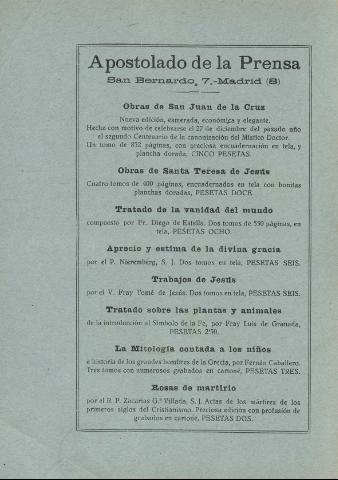 Apostolado de la Prensa
San Bernardo, 7.-Madrid (8)
Obras de San Juan de la Cruz
Nueva edición, esmerada, económica y elegante.
Hecha con motivo de celebrarse el 27 de diciembre del pasado año
el segundo Centenario de la canonización del Místico Doctor.
Un tomo de 852 páginas, con preciosa encuadernación en tela, y
plancha dorada, CINCO PESETAS.
Obras de Santa Teresa de Jesús
Cuatro tomos de 400 páginas, encuadernados en tela con bonitas
planchas doradas, PESETAS DOCE.
Tratado de la vanidad del mundo
compuesto por Fr. Diego de Estella. Dos tomos de 550 páginas, en
tela, PESETAS OCHO.
Aprecio y estima de la divina gracia
por el P. Nieremberg, S. J. Dos tomos en tela, PESETAS SEIS.
Trabajos de Jesús
por el V. Fray Tomé de Jesús. Dos tomos en tela, PESETAS SEIS.
Tratado sobre las plantas y animales
de la introducción al Símbolo de la Fe, por Fray Luis de Granada,
PESETAS 2'50.
La Mitología contada a los niños
e historia de los grandes hombres de la Grecia, por Fernán Caballero.
Tres tomos con numerosos grabados en cartoné, PESETAS TRES.
Rosas de martirio
por el R. P. Zacarías G.ª Villada, S. J. Actas de los mártires de los
primeros siglos del Cristianismo. Preciosa edición con profusión de
grabados en cartoné, PESETAS DOS.